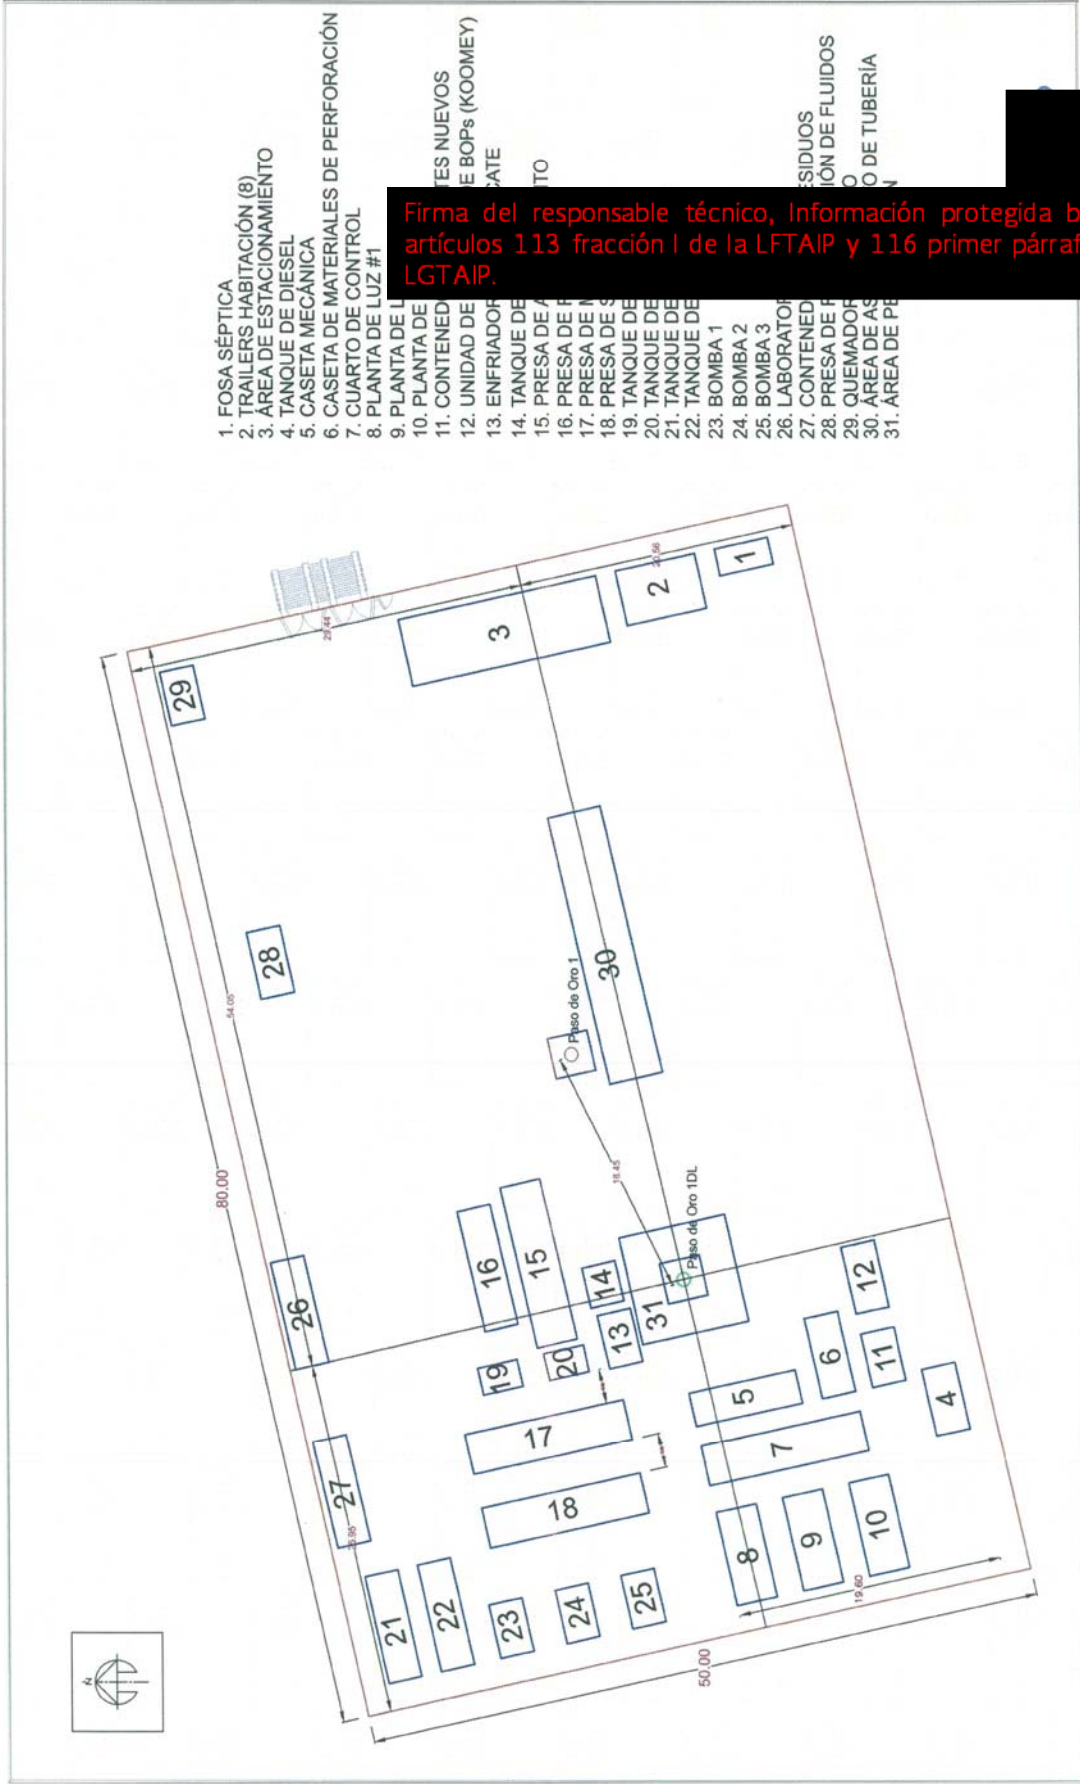 1. FOSA SÉPTICA
2. TRAILERS HABITACIÓN (8)
3. ÁREA DE ESTACIONAMIENTO
4. TANQUE DE DIESEL
5. CASETA MECÁNICA
6. CASETA DE MATERIALES DE PERFORACIÓN
7. CUARTO DE CONTROL
8. PLANTA DE LUZ #1
9. PLANTA DE
10. PLANTA DE
11. TES NUEVOS
12. UNIDAD DE DE BOPs (KOOMEY)
13. ENFRIADOR CATE
14. TANQUE DE
15. PRESA DE ITO
16. PRESA DE
17. PRESA DE
18. PRESA DE
19. TANQUE DE
20. TANQUE DE
21. TANQUE DE
22. TANQUE DE
23. BOMBA 1
24. BOMBA 2
25. BOMBA 3
26. LABORATOR
27. CONTENED ESIDUOS
28. PRESA DE IÓN DE FLUIDOS
29. QUEMADOR O
30. ÁREA DE AS O DE TUBERÍA
31. ÁREA DE PE N
Firma del responsable técnico, Información protegida b
artículos 113 fracción I de la LFTAIP y 116 primer párraf
LGTAIP.
N
80.00
54.05
25.95
50.00
19.60
29.44
20.56
18.45
Paso de Oro 1
Paso de Oro 1DL
1
2
3
4
5
6
7
8
9
10
11
12
13
14
15
16
17
18
19
20
21
22
23
24
25
26
27
28
29
30
31